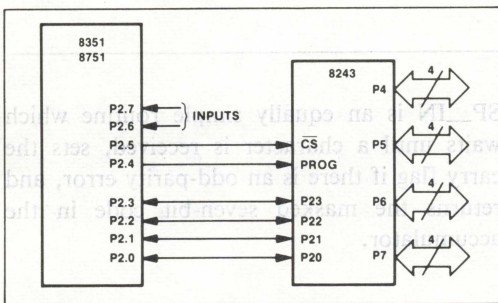 8351
8751
P2.7
P2.6
INPUTS
P2.5
P2.4
P2.3
P2.2
P2.1
P2.0
8243
CS
PROG
P23
P22
P21
P20
P4
4
P5
4
P6
4
P7
4
SP__IN is an equally simple routine which
waits until a character is received, sets the
carry flag if there is an odd-parity error, and
returns the masked seven-bit code in the
accumulator.